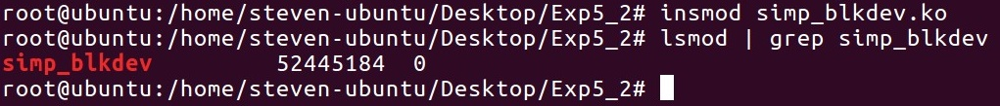 root@ubuntu:/home/steven-ubuntu/Desktop/Exp5_2# insmod simp_blkdev.ko
root@ubuntu:/home/steven-ubuntu/Desktop/Exp5_2# lsmod | grep simp_blkdev
simp_blkdev          52445184  0
root@ubuntu:/home/steven-ubuntu/Desktop/Exp5_2#